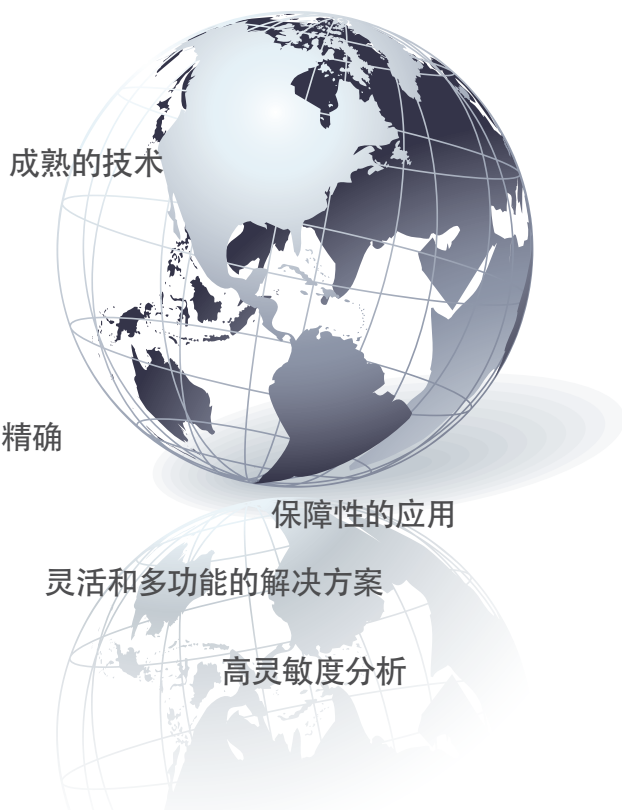 成熟的技术
精确
保障性的应用
灵活和多功能的解决方案
高灵敏度分析